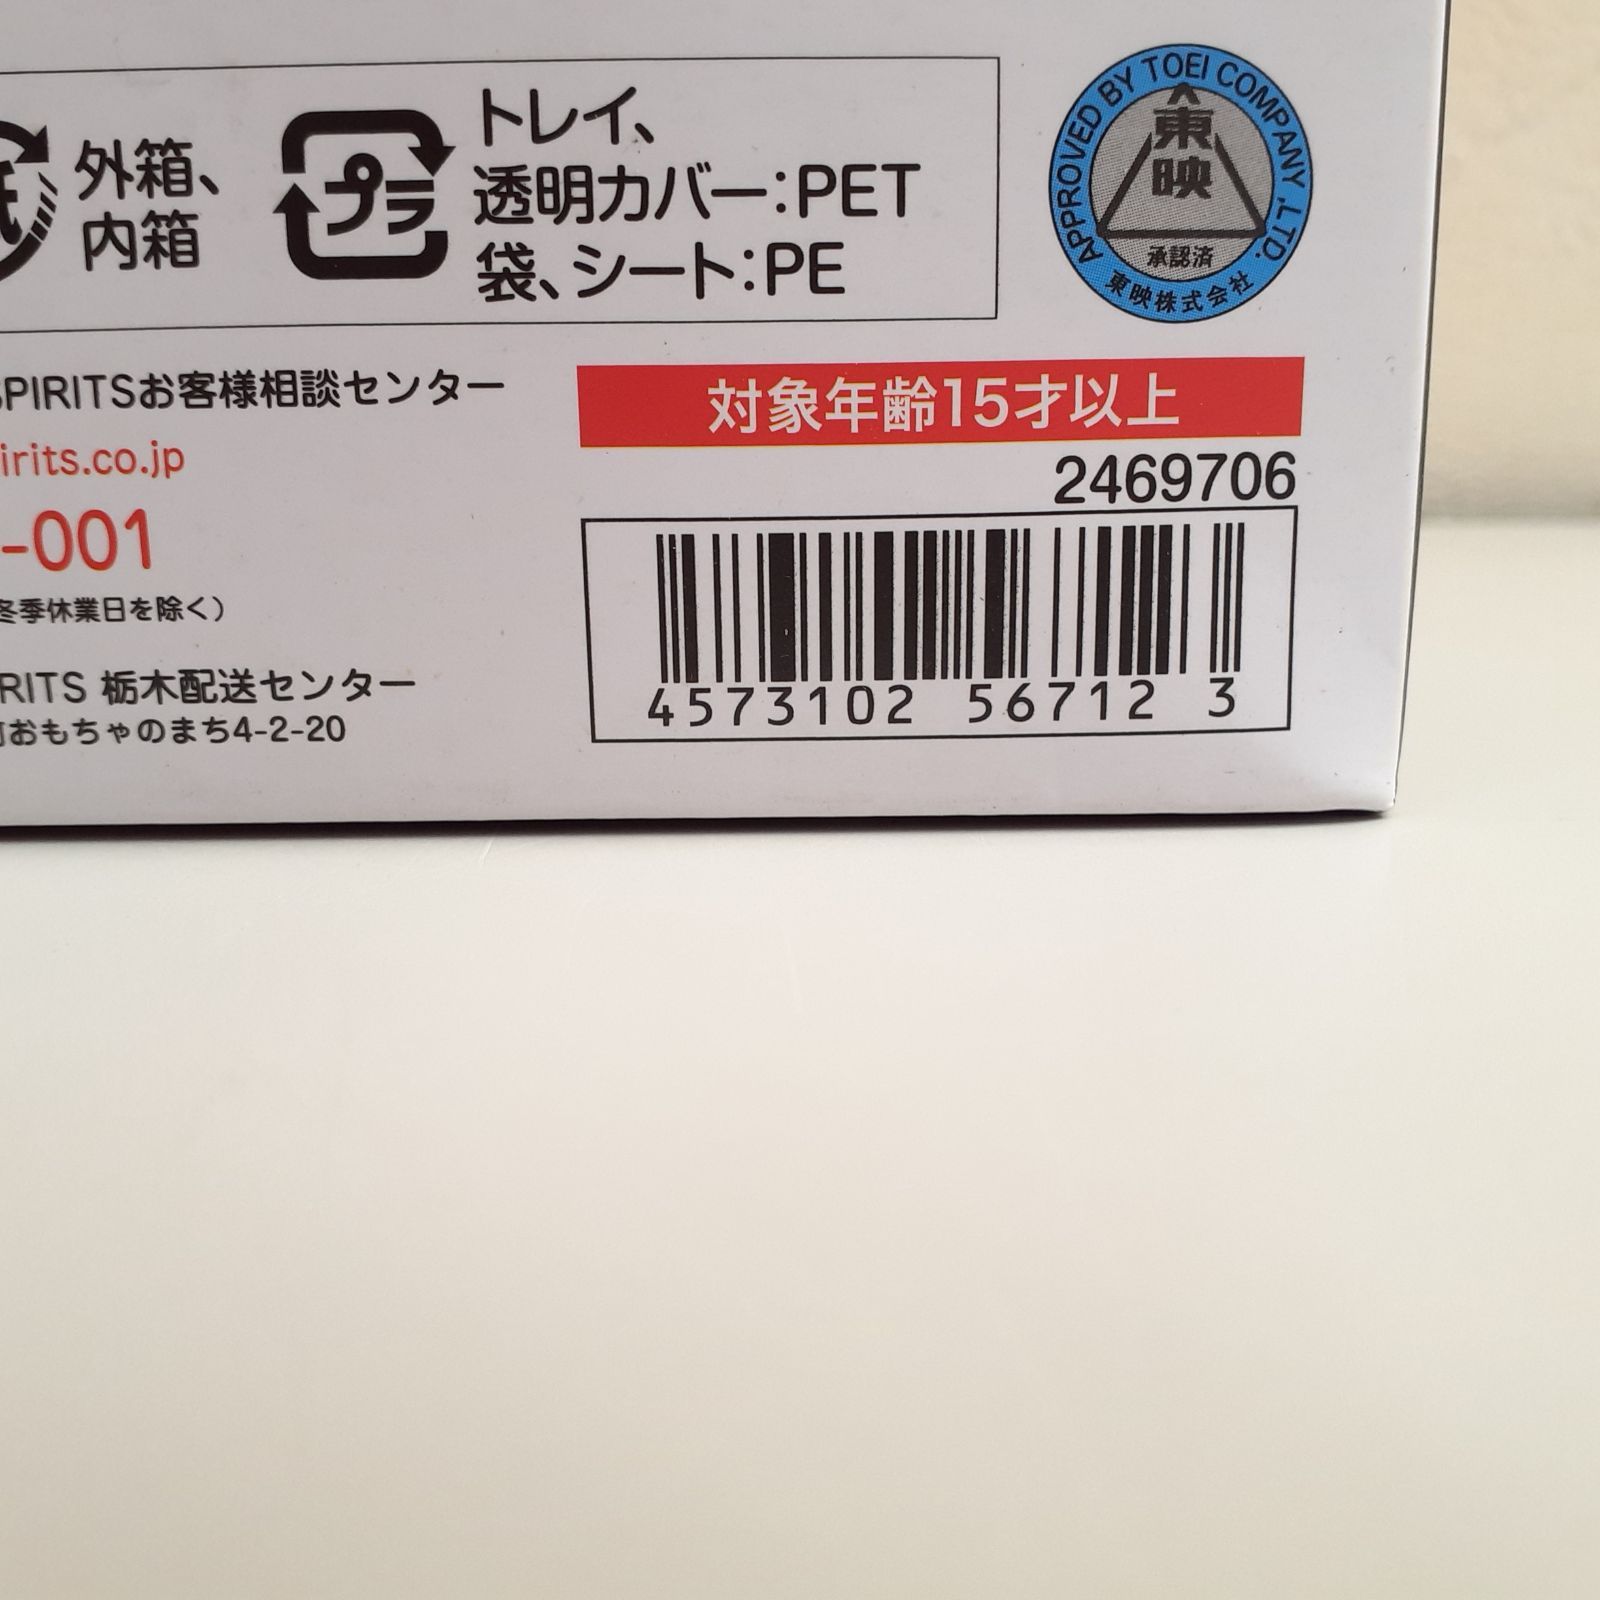 外箱、
内箱
プラ
トレイ、
透明カバー：PET
袋、シート：PE
APPROVED BY TOEI COMPANY ,LTD.
東映
承認済
東映株式会社
SPIRITSお客様相談センター
irits.co.jp
-001
冬季休業日を除く）
RITS 栃木配送センター
おもちゃのまち4-2-20
対象年齢15才以上
2469706
4573102 56712 3